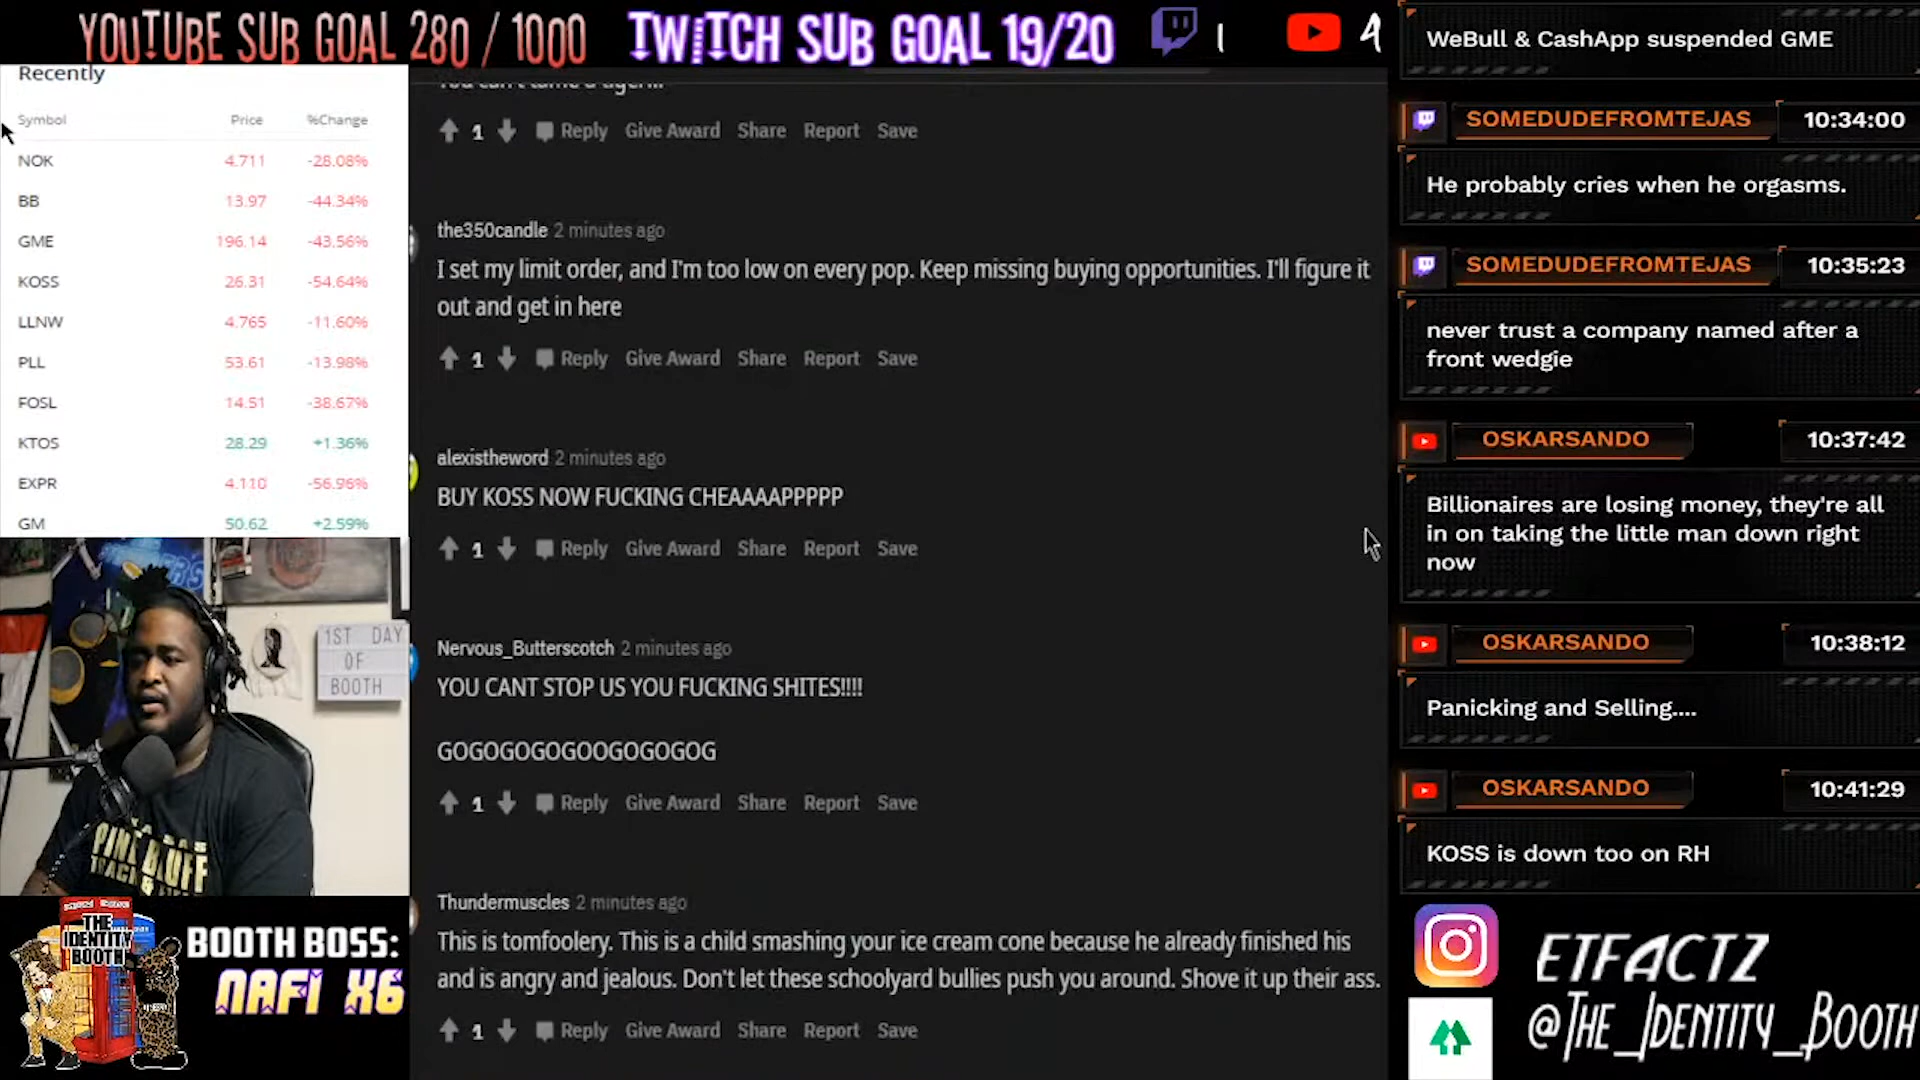 YOUTUBE SUB GOAL 280 / 1000
TWITCH SUB GOAL 19/20
Recently
Symbol Price %Change
NOK 4.711 -28.08%
BB 13.97 -44.34%
GME 196.14 -43.56%
KOSS 26.31 -54.64%
LLNW 4.765 -11.60%
PLL 53.61 -13.98%
FOSL 14.51 -38.67%
KTOS 28.29 +1.36%
EXPR 4.110 -56.96%
GM 50.62 +2.59%
1ST DAY
OF
BOOTH
PINE BLUFF
THE
IDENTITY
BOOTH
BOOTH BOSS:
NAFI X6
You can't tame a tiger...
1 Reply Give Award Share Report Save
the350candle 2 minutes ago
I set my limit order, and I'm too low on every pop. Keep missing buying opportunities. I'll figure it
out and get in here
1 Reply Give Award Share Report Save
alexistheword 2 minutes ago
BUY KOSS NOW FUCKING CHEAAAAPPPPP
1 Reply Give Award Share Report Save
Nervous_Butterscotch 2 minutes ago
YOU CANT STOP US YOU FUCKING SHITES!!!!
GOGOGOGOGOOGOGOGOG
1 Reply Give Award Share Report Save
Thundermuscles 2 minutes ago
This is tomfoolery. This is a child smashing your ice cream cone because he already finished his
and is angry and jealous. Don't let these schoolyard bullies push you around. Shove it up their ass.
1 Reply Give Award Share Report Save
WeBull & CashApp suspended GME
SOMEDUDEFROMTEJAS 10:34:00
He probably cries when he orgasms.
SOMEDUDEFROMTEJAS 10:35:23
never trust a company named after a
front wedgie
OSKARSANDO 10:37:42
Billionaires are losing money, they're all
in on taking the little man down right
now
OSKARSANDO 10:38:12
Panicking and Selling....
OSKARSANDO 10:41:29
KOSS is down too on RH
ETFACTZ
@THE_IDENTITY_BOOTH